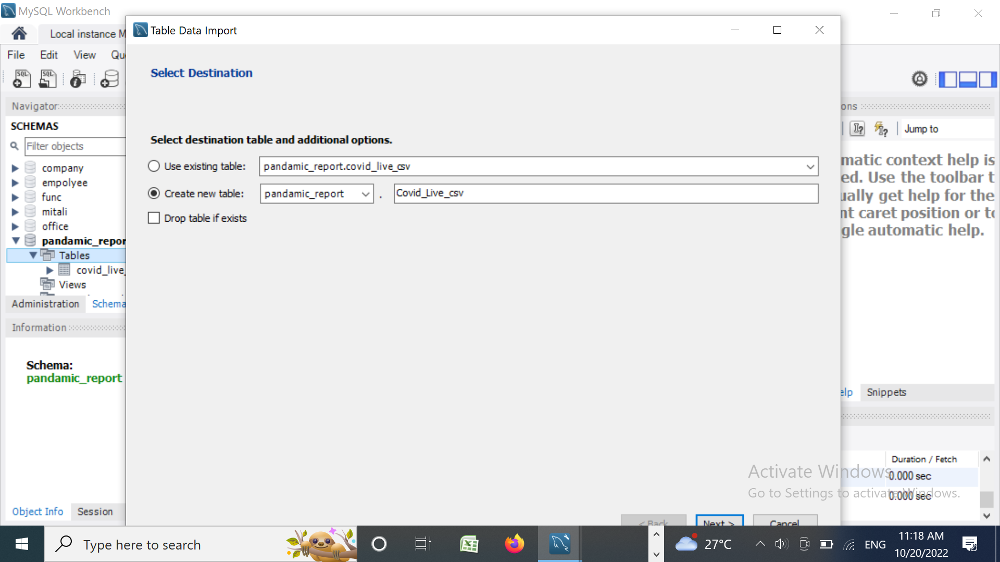 MySQL Workbench
Table Data Import
Local instance M
File Edit View Qu
Select Destination
Navigator
ons
SCHEMAS
Jump to
Filter objects
Select destination table and additional options.
Use existing table: pandamic_report.covid_live_csv
Create new table: pandamic_report . Covid_Live_csv
Drop table if exists
company
empolyee
func
mitali
office
pandamic_repor
Tables
covid_live_
Views
Administration Schema
matic context help is
ed. Use the toolbar t
ually get help for the
nt caret position or to
gle automatic help.
Information
Schema:
pandamic_report
elp Snippets
Duration / Fetch
0.000 sec
0.000 sec
Activate Windows
Go to Settings to activate Windows.
Object Info Session
< Back Next > Cancel
Type here to search
27°C
ENG
11:18 AM
10/20/2022